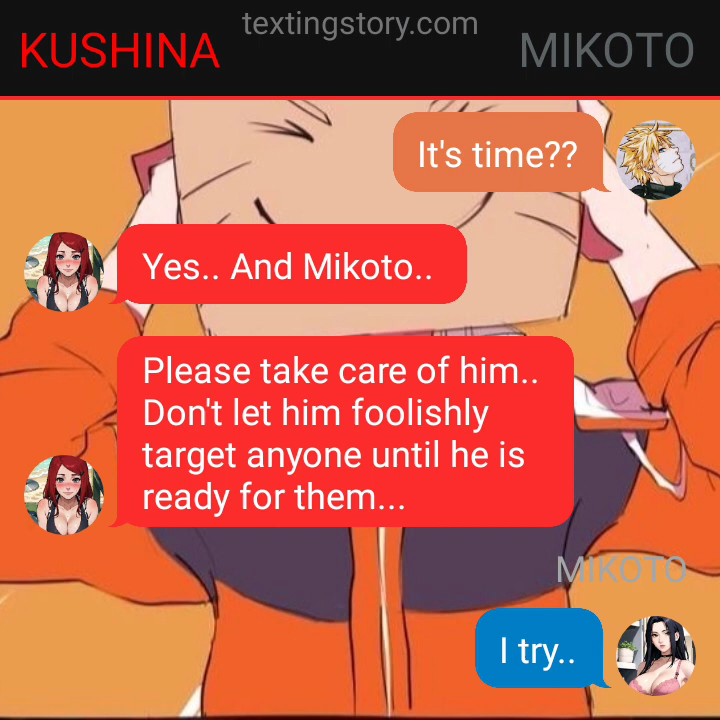 textingstory.com
KUSHINA
MIKOTO
It's time??
Yes.. And Mikoto..
Please take care of him..
Don't let him foolishly
target anyone until he is
ready for them...
MIKOTO
I try..